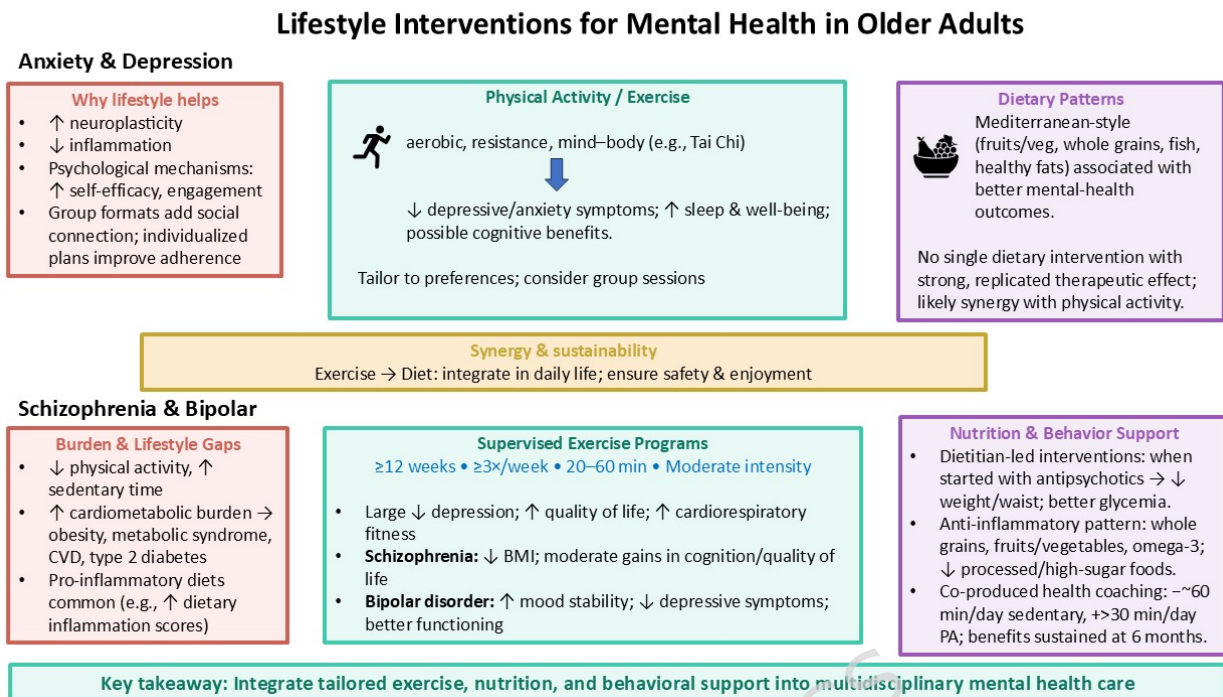 Lifestyle Interventions for Mental Health in Older Adults
Anxiety & Depression
Why lifestyle helps
• ↑ neuroplasticity
• ↓ inflammation
• Psychological mechanisms:
↑ self-efficacy, engagement
• Group formats add social
connection; individualized
plans improve adherence
Physical Activity / Exercise
aerobic, resistance, mind–body (e.g., Tai Chi)
↓ depressive/anxiety symptoms; ↑ sleep & well-being;
possible cognitive benefits.
Tailor to preferences; consider group sessions
Dietary Patterns
Mediterranean-style
(fruits/veg, whole grains, fish,
healthy fats) associated with
better mental-health
outcomes.
No single dietary intervention with
strong, replicated therapeutic effect;
likely synergy with physical activity.
Synergy & sustainability
Exercise → Diet: integrate in daily life; ensure safety & enjoyment
Schizophrenia & Bipolar
Burden & Lifestyle Gaps
• ↓ physical activity, ↑
sedentary time
• ↑ cardiometabolic burden →
obesity, metabolic syndrome,
CVD, type 2 diabetes
• Pro-inflammatory diets
common (e.g., ↑ dietary
inflammation scores)
Supervised Exercise Programs
≥12 weeks • ≥3×/week • 20–60 min • Moderate intensity
• Large ↓ depression; ↑ quality of life; ↑ cardiorespiratory
fitness
• Schizophrenia: ↓ BMI; moderate gains in cognition/quality of
life
• Bipolar disorder: ↑ mood stability; ↓ depressive symptoms;
better functioning
Nutrition & Behavior Support
• Dietitian-led interventions: when
started with antipsychotics → ↓
weight/waist; better glycemia.
• Anti-inflammatory pattern: whole
grains, fruits/vegetables, omega-3;
↓ processed/high-sugar foods.
• Co-produced health coaching: −~60
min/day sedentary, +>30 min/day
PA; benefits sustained at 6 months.
Key takeaway: Integrate tailored exercise, nutrition, and behavioral support into multidisciplinary mental health care